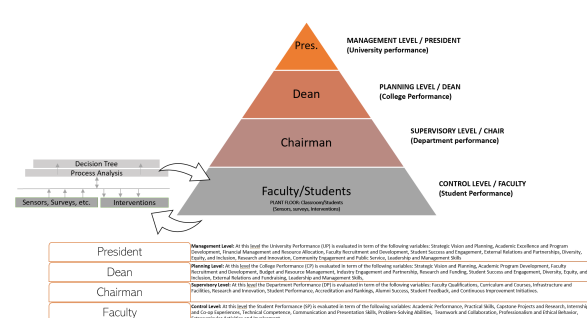 Pres.
MANAGEMENT LEVEL / PRESIDENT
(University performance)
Dean
PLANNING LEVEL / DEAN
(College Performance)
Chairman
SUPERVISORY LEVEL / CHAIR
(Department performance)
Faculty/Students
PLANT FLOOR: Classroom/Students
(Sensors, surveys, Interventions)
CONTROL LEVEL / FACULTY
(Student Performance)
Decision Tree
Process Analysis
Sensors, Surveys, etc.
Interventions
President
Management Level: At this level the University Performance (UP) is evaluated in term of the following variables: Strategic Vision and Planning, Academic Excellence and Program
Development, Financial Management and Resource Allocation, Faculty Recruitment and Development, Student Success and Engagement, External Relations and Partnerships, Diversity,
Equity, and Inclusion, Research and Innovation, Community Engagement and Public Service, Leadership and Management Skills
Dean
Planning Level: At this level the College Performance (CP) is evaluated in term of the following variables: Strategic Vision and Planning, Academic Program Development, Faculty
Recruitment and Development, Budget and Resource Management, Industry Engagement and Partnership, Research and Funding, Student Success and Engagement, Diversity, Equity, and
Inclusion, External Relations and Fundraising, Leadership and Management Skills,
Chairman
Supervisory Level: At this level the Department Performance (DP) is evaluated in term of the following variables: Faculty Qualifications, Curriculum and Courses, Infrastructure and
Facilities, Research and Innovation, Student Performance, Accreditation and Rankings, Alumni Success, Student Feedback, and Continuous Improvement Initiatives.
Faculty
Control Level: At this level the Student Performance (SP) is evaluated in term of the following variables: Academic Performance, Practical Skills, Capstone Projects and Research, Internship
and Co-op Experiences, Technical Competence, Communication and Presentation Skills, Problem-Solving Abilities, Teamwork and Collaboration, Professionalism and Ethical Behavior,